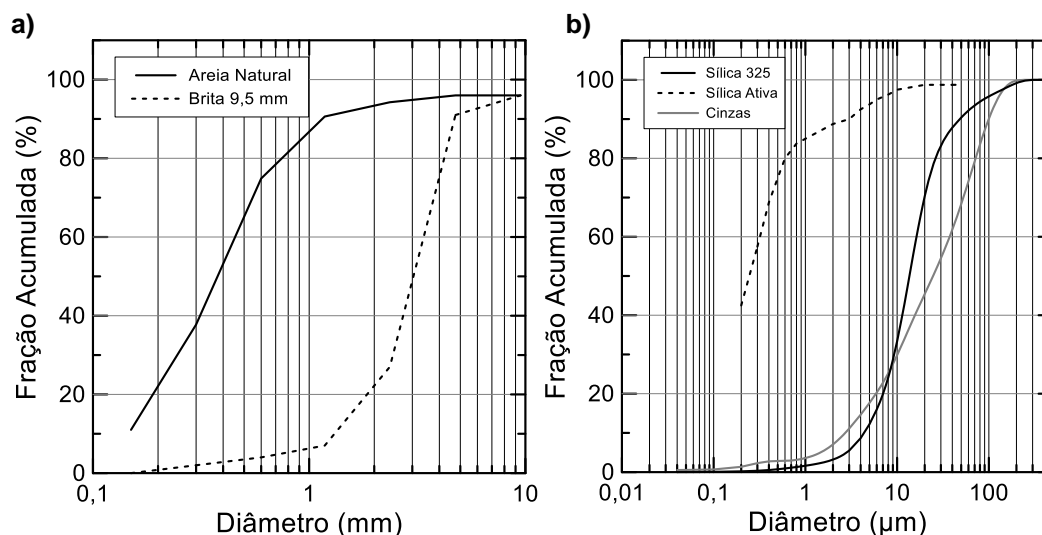 a)
Fração Acumulada (%)
100
80
60
40
20
0
Areia Natural
Brita 9,5 mm
0,1
1
10
Diâmetro (mm)
b)
Fração Acumulada (%)
100
80
60
40
20
0
Sílica 325
Sílica Ativa
Cinzas
0,01
0,1
1
10
100
Diâmetro (µm)